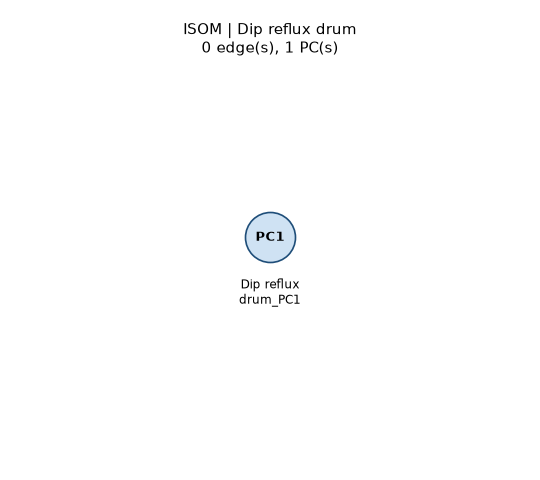 ISOM | Dip reflux drum
0 edge(s), 1 PC(s)
PC1
Dip reflux
drum_PC1